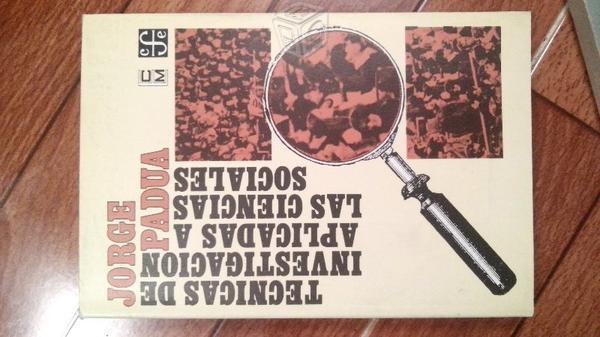 JORGE
PADUA
TECNICAS DE
INVESTIGACION
APLICADAS A
LAS CIENCIAS
SOCIALES